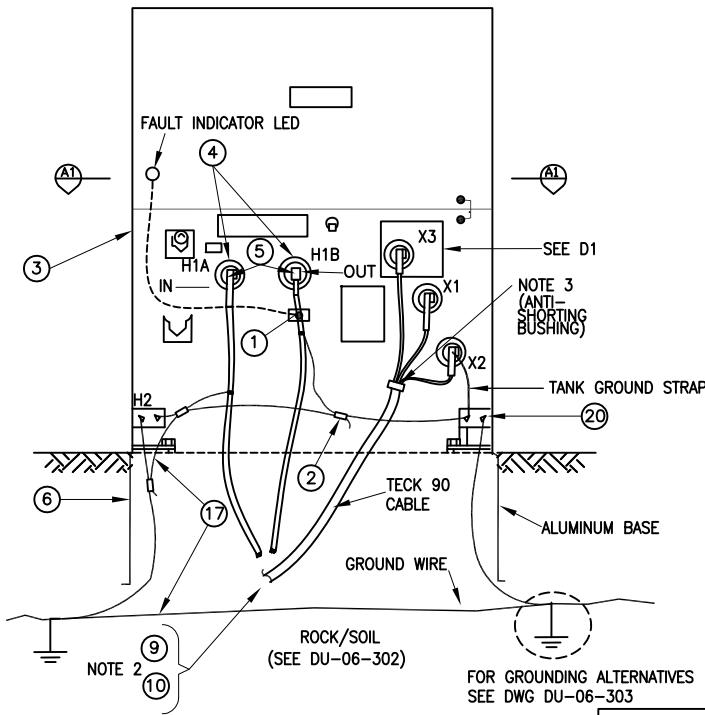 FAULT INDICATOR LED
4
A1
A1
3
X3
SEE D1
5
H1B
H1A
OUT
IN
X1
NOTE 3
(ANTI-
SHORTING
BUSHING)
1
X2
TANK GROUND STRAP
H2
20
2
6
TECK 90
CABLE
17
ALUMINUM BASE
GROUND WIRE
ROCK/SOIL
(SEE DU-06-302)
9
NOTE 2
10
FOR GROUNDING ALTERNATIVES
SEE DWG DU-06-303